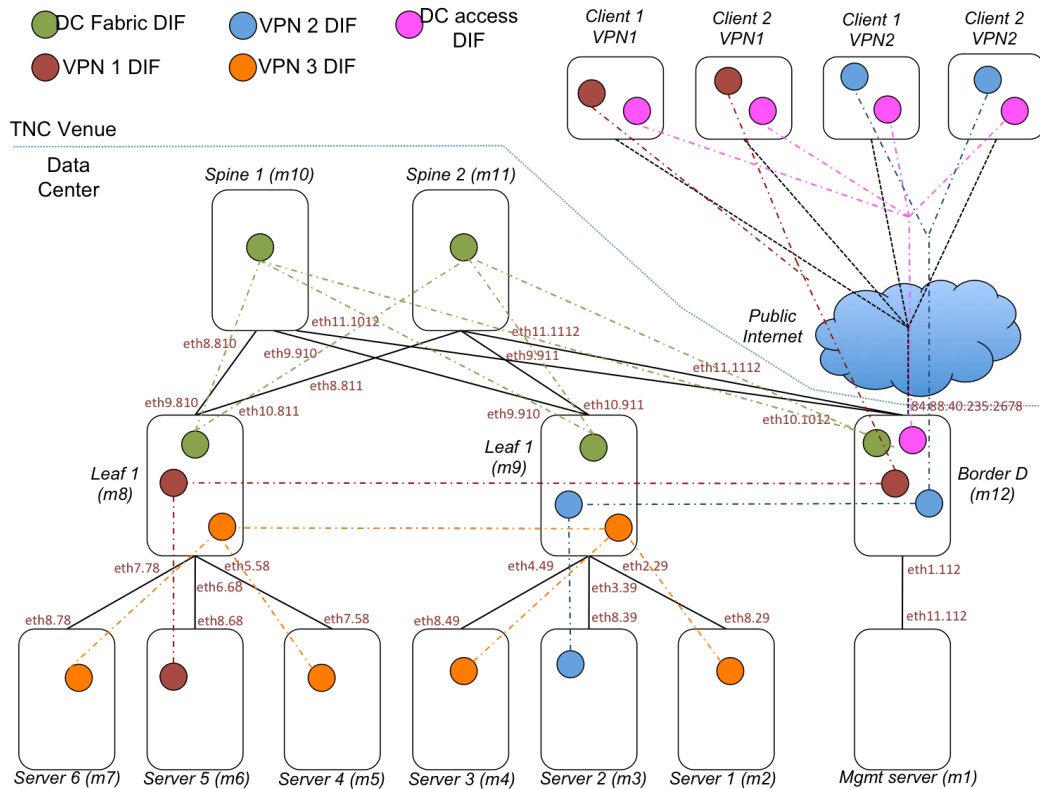 DC Fabric DIF
VPN 2 DIF
DC access
DIF
VPN 1 DIF
VPN 3 DIF
Client 1
VPN1
Client 2
VPN1
Client 1
VPN2
Client 2
VPN2
TNC Venue
Data
Center
Spine 1 (m10)
Spine 2 (m11)
Public
Internet
eth8.810
eth11.1012
eth9.910
eth11.1112
eth9.911
eth11.1112
eth8.811
eth9.810
eth10.811
eth9.910
eth10.911
eth10.1012
84.88.40.235:2678
Leaf 1
(m8)
Leaf 1
(m9)
Border D
(m12)
eth7.78
eth5.58
eth6.68
eth4.49
eth2.29
eth3.39
eth1.112
eth8.78
eth8.68
eth7.58
eth8.49
eth8.39
eth8.29
eth11.112
Server 6 (m7)
Server 5 (m6)
Server 4 (m5)
Server 3 (m4)
Server 2 (m3)
Server 1 (m2)
Mgmt server (m1)